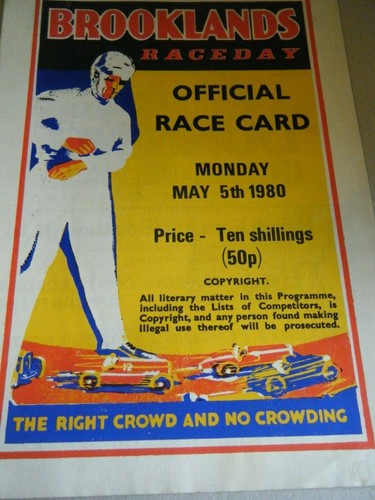 BROOKLANDS
RACEDAY
OFFICIAL
RACE CARD
MONDAY
MAY 5th 1980
Price - Ten shillings
(50p)
COPYRIGHT.
All literary matter in this Programme,
including the Lists of Competitors, is
Copyright, and any person found making
illegal use thereof will be prosecuted.
12
THE RIGHT CROWD AND NO CROWDING